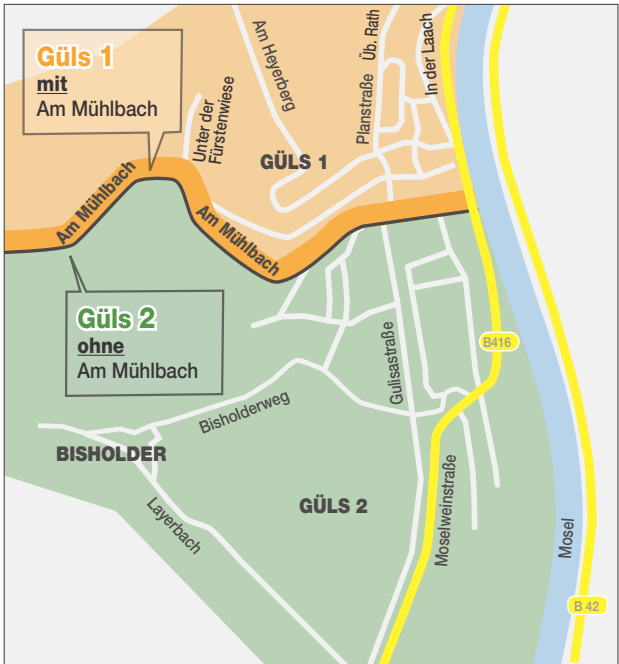 Güls 1
mit
Am Mühlbach
Am Heyerberg
Planstraße
Üb. Rath
In der Laach
Unter der
Fürstenwiese
GÜLS 1
Am Mühlbach
Am Mühlbach
Güls 2
ohne
Am Mühlbach
B416
Gulisastraße
Bisholderweg
BISHOLDER
GÜLS 2
Layerbach
Moselweinstraße
Mosel
B 42